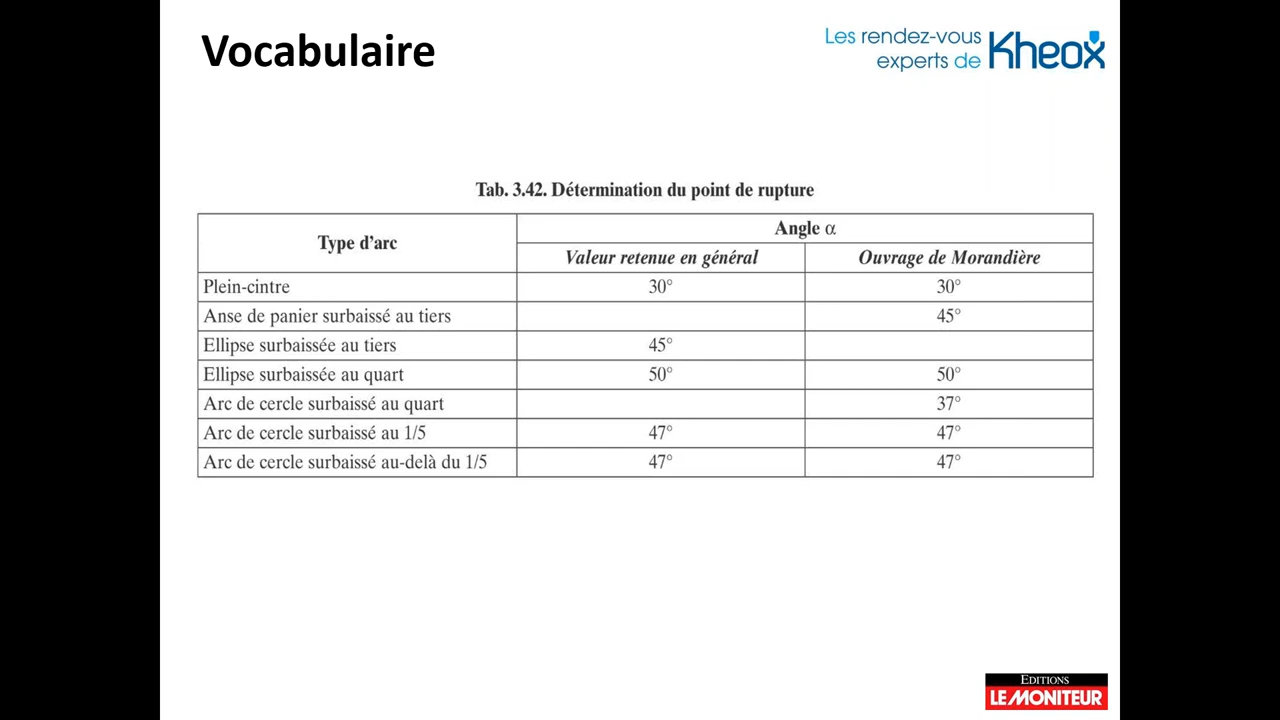 Vocabulaire
Les rendez-vous
experts de Kheox
Tab. 3.42. Détermination du point de rupture
Type d'arc
Angle α
Valeur retenue en général
Ouvrage de Morandière
Plein-cintre 30° 30°
Anse de panier surbaissé au tiers 45°
Ellipse surbaissée au tiers 45°
Ellipse surbaissée au quart 50° 50°
Arc de cercle surbaissé au quart 37°
Arc de cercle surbaissé au 1/5 47° 47°
Arc de cercle surbaissé au-delà du 1/5 47° 47°
EDITIONS
LE MONITEUR